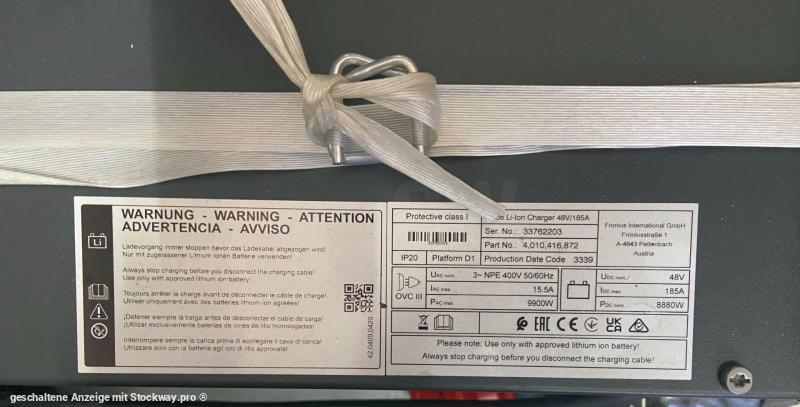 WARNUNG - WARNING - ATTENTION
ADVERTENCIA - AVVISO
Li
Ladevorgang immer stoppen bevor das Ladekabel abgezogen wird!
Nur mit zugelassener Lithium Ionen Batterie verwenden!
Always stop charging before you disconnect the charging cable!
Use only with approved lithium ion battery!
Toujours arrêter la charge avant de déconnecter le câble de charge!
Utiliser uniquement avec des batteries lithium-ion agréées!
¡Detener siempre la carga antes de desconectar el cable de carga!
¡Utilizar exclusivamente baterías de iones de litio homologadas!
Interrompere sempre la carica prima di scollegare il cavo di carica!
Utilizzare solo con la batteria agli ioni di litio approvata!
42,0409,0420
Protective class I
de Li-Ion Charger 48V/185A
Ser. No.: 33762203
Part No.: 4,010,416,872
IP20 Platform D1 Production Date Code 3339
Fronius International GmbH
Froniusstraße 1
A-4643 Pettenbach
Austria
OVC III
UAC nom. 3~ NPE 400V 50/60Hz
IAC max. 15.5A
PAC max. 9900W
UDC nom. 48V
IDC max. 185A
PDC nom. 8880W
EAC CE UKCA
Please note: Use only with approved lithium ion battery!
Always stop charging before you disconnect the charging cable!
geschaltene Anzeige mit Stockway.pro ®